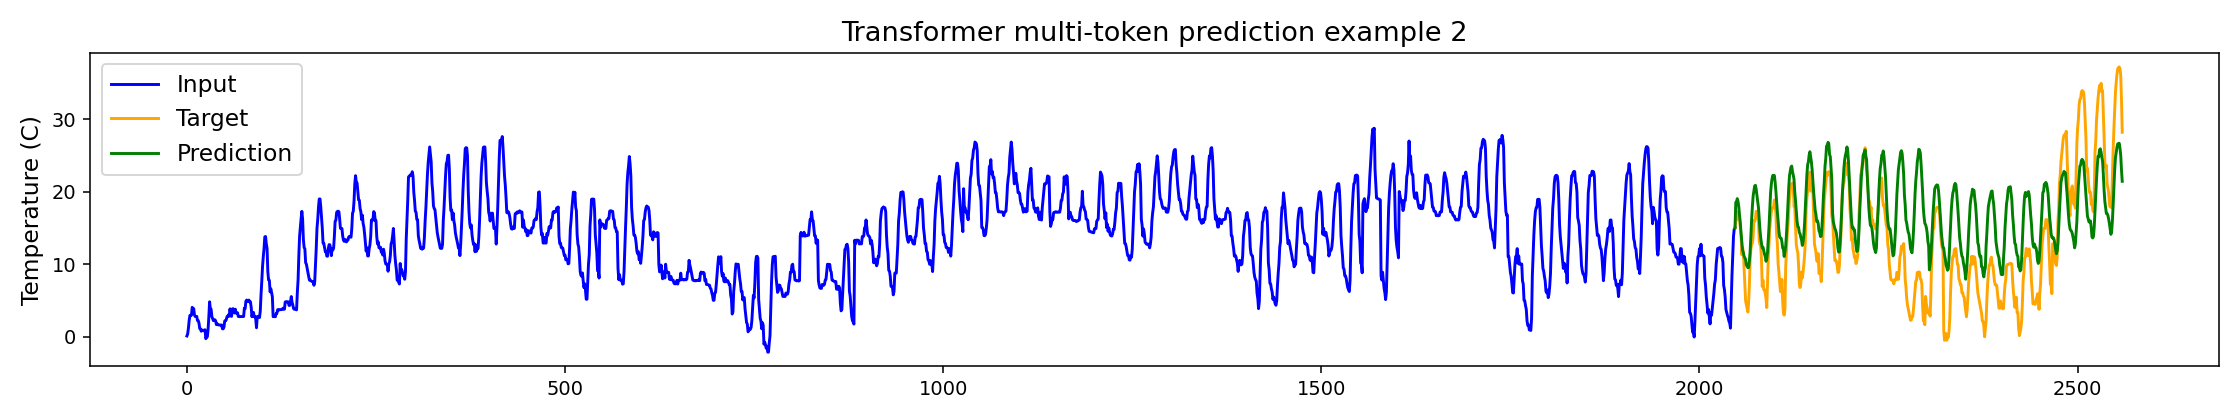 Transformer multi-token prediction example 2
Temperature (C)
30
20
10
0
Input
Target
Prediction
0
500
1000
1500
2000
2500